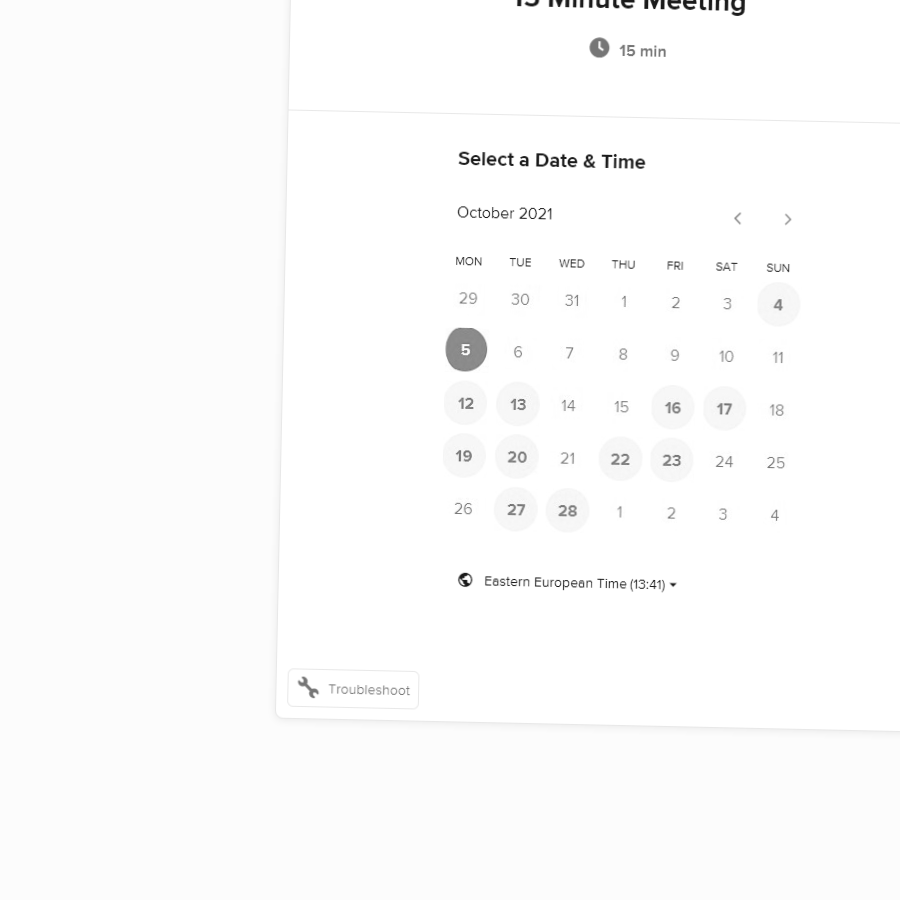 15 Minute Meeting
15 min
Select a Date & Time
October 2021
MON TUE WED THU FRI SAT SUN
29 30 31 1 2 3 4
5 6 7 8 9 10 11
12 13 14 15 16 17 18
19 20 21 22 23 24 25
26 27 28 1 2 3 4
Eastern European Time (13:41)
Troubleshoot